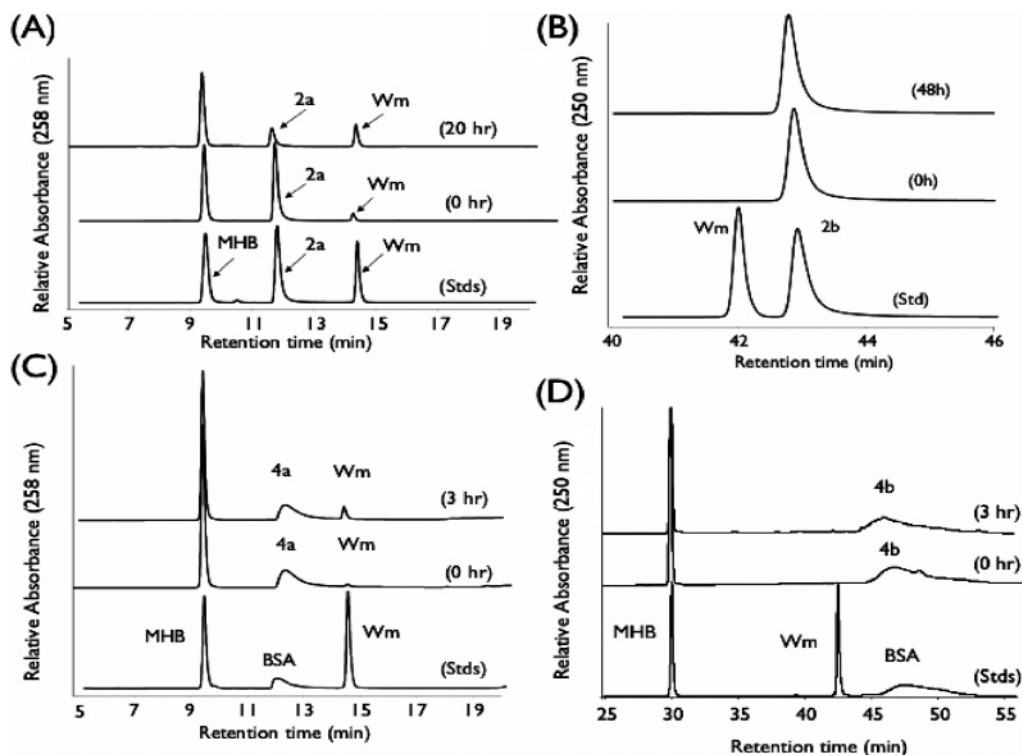 (A)
Relative Absorbance (258 nm)
2a
Wm
(20 hr)
2a
Wm
(0 hr)
MHB
2a
Wm
(Stds)
5 7 9 11 13 15 17 19
Retention time (min)
(B)
Relative Absorbance (250 nm)
(48h)
(0h)
Wm
2b
(Std)
40 42 44 46
Retention time (min)
(C)
Relative Absorbance (258 nm)
4a
Wm
(3 hr)
4a
Wm
(0 hr)
MHB
BSA
Wm
(Stds)
5 7 9 11 13 15 17 19
Retention time (min)
(D)
Relative Absorbance (250 nm)
4b
(3 hr)
4b
(0 hr)
MHB
Wm
BSA
(Stds)
25 30 35 40 45 50 55
Retention time (min)